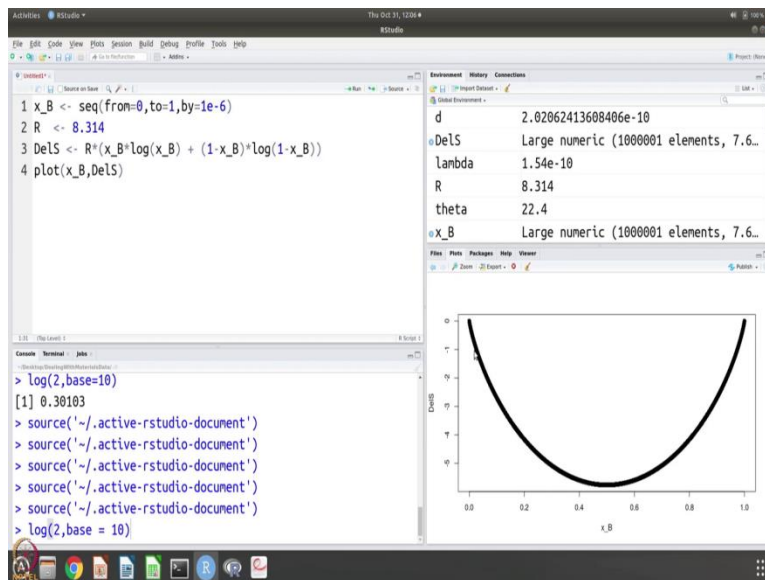 Activities RStudio
Thu Oct 31, 12:06
100%
RStudio
File Edit Code View Plots Session Build Debug Profile Tools Help
Go to file/function
Addins
Untitled1*
Source on Save
Run
Source
1 x_B <- seq(from=0,to=1,by=1e-6)
2 R <- 8.314
3 DelS <- R*(x_B*log(x_B) + (1-x_B)*log(1-x_B))
4 plot(x_B,DelS)
(Top Level)
R Script
Console Terminal Jobs
> log(2,base=10)
[1] 0.30103
> source('~/.active-rstudio-document')
> source('~/.active-rstudio-document')
> source('~/.active-rstudio-document')
> source('~/.active-rstudio-document')
> source('~/.active-rstudio-document')
> log(2,base = 10)
Environment History Connections
Import Dataset
List
Global Environment
d 2.02062413608406e-10
DelS Large numeric (1000001 elements, 7.6…
lambda 1.54e-10
R 8.314
theta 22.4
x_B Large numeric (1000001 elements, 7.6…
Files Plots Packages Help Viewer
Zoom Export
Publish
DelS
0
-1
-2
-3
-4
-5
0.0 0.2 0.4 0.6 0.8 1.0
x_B